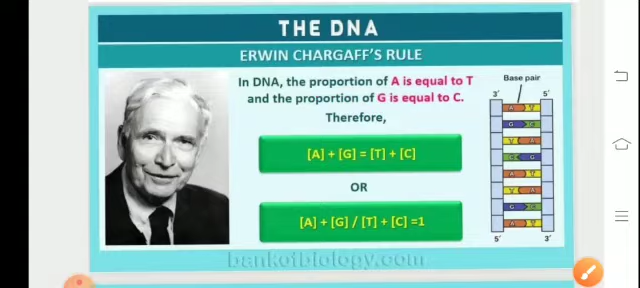 THE DNA
ERWIN CHARGAFF'S RULE
In DNA, the proportion of A is equal to T
and the proportion of G is equal to C.
Therefore,
[A] + [G] = [T] + [C]
OR
[A] + [G] / [T] + [C] =1
Base pair
3´ 5´
A
G
A
G
A
A
G
A
5´ 3´
bankofbiology.com